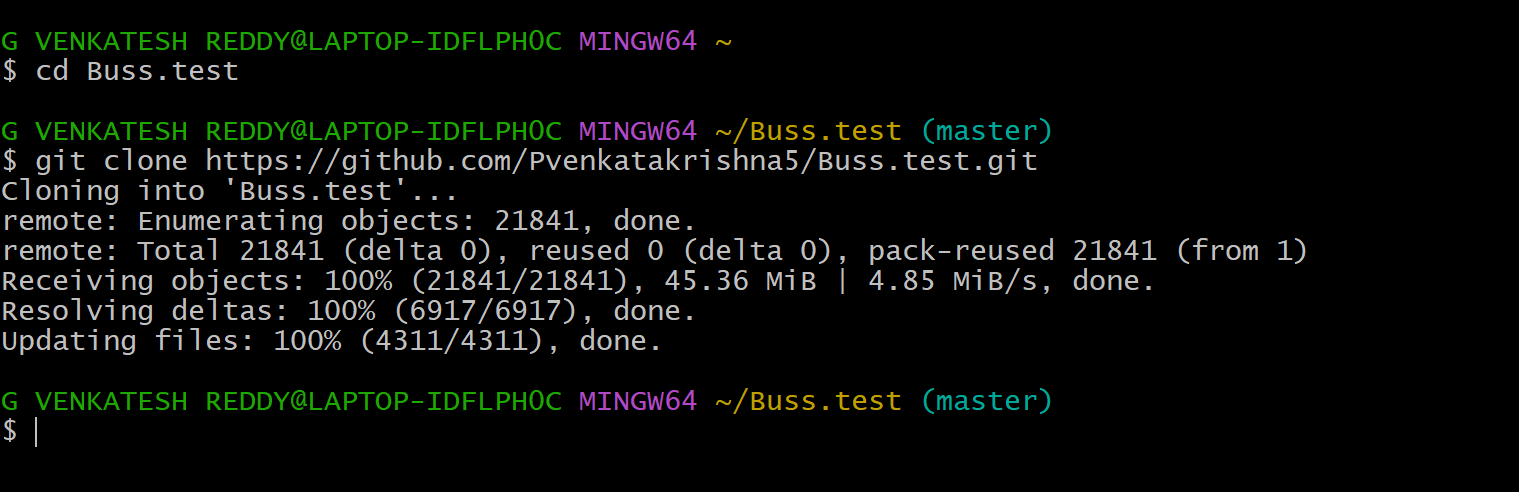 G VENKATESH REDDY@LAPTOP-IDFLPH0C MINGW64 ~
$ cd Buss.test
G VENKATESH REDDY@LAPTOP-IDFLPH0C MINGW64 ~/Buss.test (master)
$ git clone https://github.com/Pvenkatakrishna5/Buss.test.git
Cloning into 'Buss.test'...
remote: Enumerating objects: 21841, done.
remote: Total 21841 (delta 0), reused 0 (delta 0), pack-reused 21841 (from 1)
Receiving objects: 100% (21841/21841), 45.36 MiB | 4.85 MiB/s, done.
Resolving deltas: 100% (6917/6917), done.
Updating files: 100% (4311/4311), done.
G VENKATESH REDDY@LAPTOP-IDFLPH0C MINGW64 ~/Buss.test (master)
$